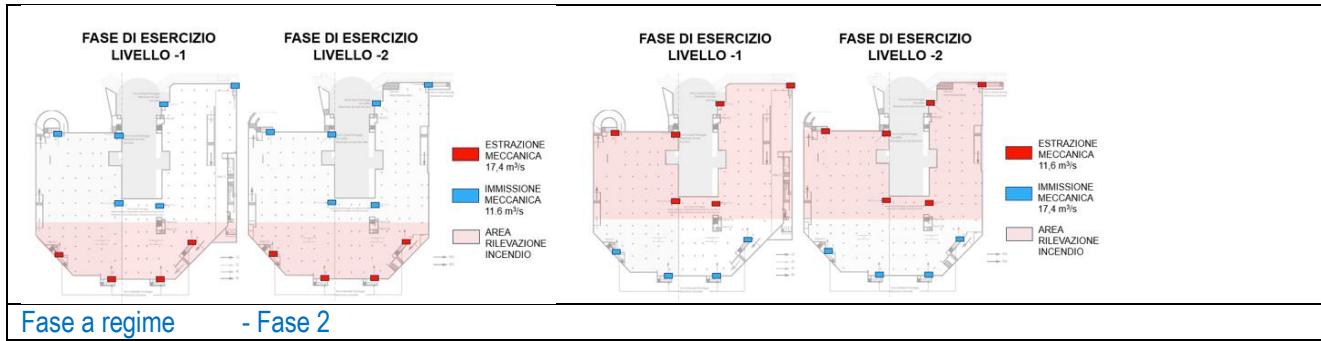 FASE DI ESERCIZIO
LIVELLO -1
FASE DI ESERCIZIO
LIVELLO -2
ESTRAZIONE
MECCANICA
17,4 m³/s
IMMISSIONE
MECCANICA
11.6 m³/s
AREA
RILEVAZIONE
INCENDIO
FASE DI ESERCIZIO
LIVELLO -1
FASE DI ESERCIZIO
LIVELLO -2
ESTRAZIONE
MECCANICA
11,6 m³/s
IMMISSIONE
MECCANICA
17,4 m³/s
AREA
RILEVAZIONE
INCENDIO
Fase a regime - Fase 2